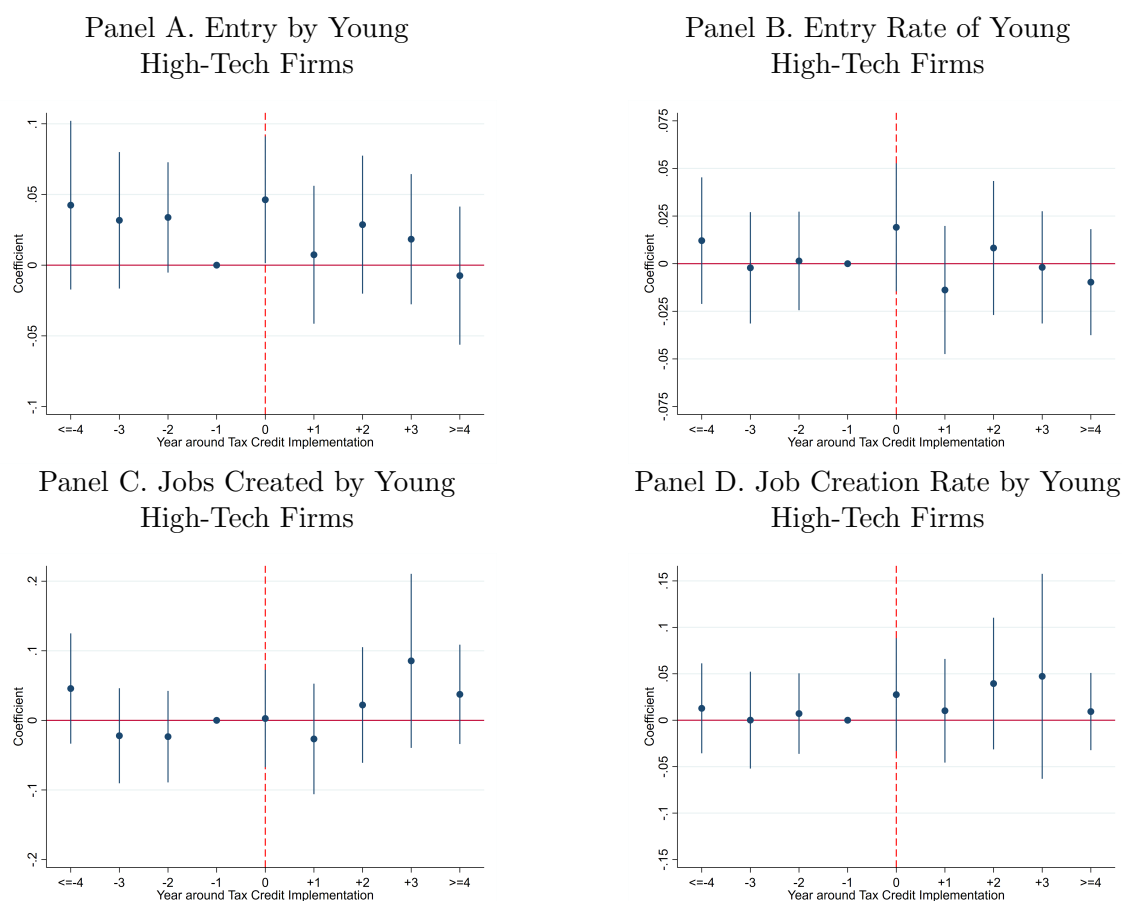 Panel A. Entry by Young
High-Tech Firms
.1
.05
0
-.05
-.1
Coefficient
<=-4 -3 -2 -1 0 +1 +2 +3 >=4
Year around Tax Credit Implementation
Panel B. Entry Rate of Young
High-Tech Firms
.075
.05
.025
0
-.025
-.05
-.075
Coefficient
<=-4 -3 -2 -1 0 +1 +2 +3 >=4
Year around Tax Credit Implementation
Panel C. Jobs Created by Young
High-Tech Firms
.2
.1
0
-.1
-.2
Coefficient
<=-4 -3 -2 -1 0 +1 +2 +3 >=4
Year around Tax Credit Implementation
Panel D. Job Creation Rate by Young
High-Tech Firms
.15
.1
.05
0
-.05
-.1
-.15
Coefficient
<=-4 -3 -2 -1 0 +1 +2 +3 >=4
Year around Tax Credit Implementation